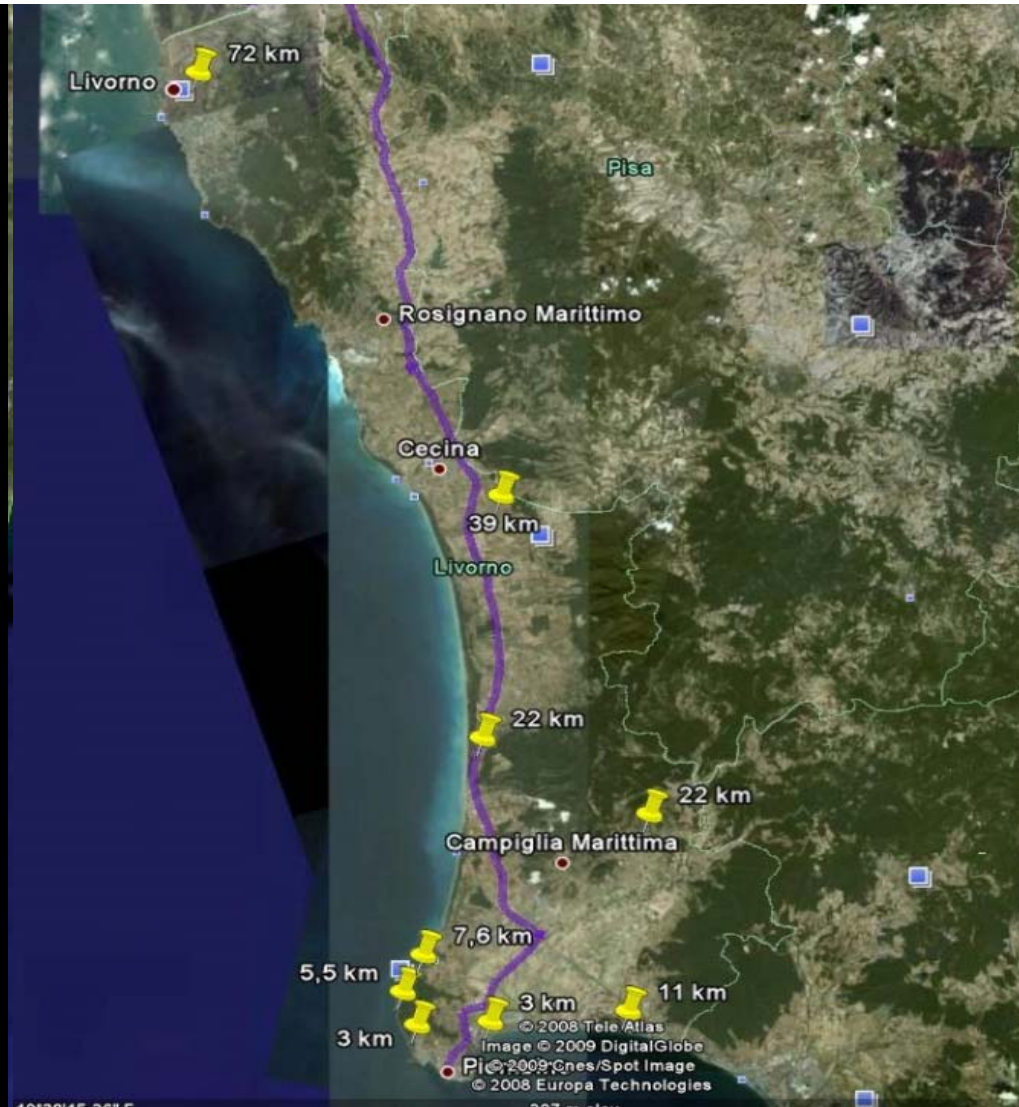 72 km
Livorno
Pisa
Rosignano Marittimo
Cecina
39 km
Livorno
22 km
22 km
Campiglia Marittima
7,6 km
5,5 km
11 km
3 km
3 km
© 2008 Tele Atlas
Image © 2009 DigitalGlobe
© 2009 Cnes/Spot Image
© 2008 Europa Technologies